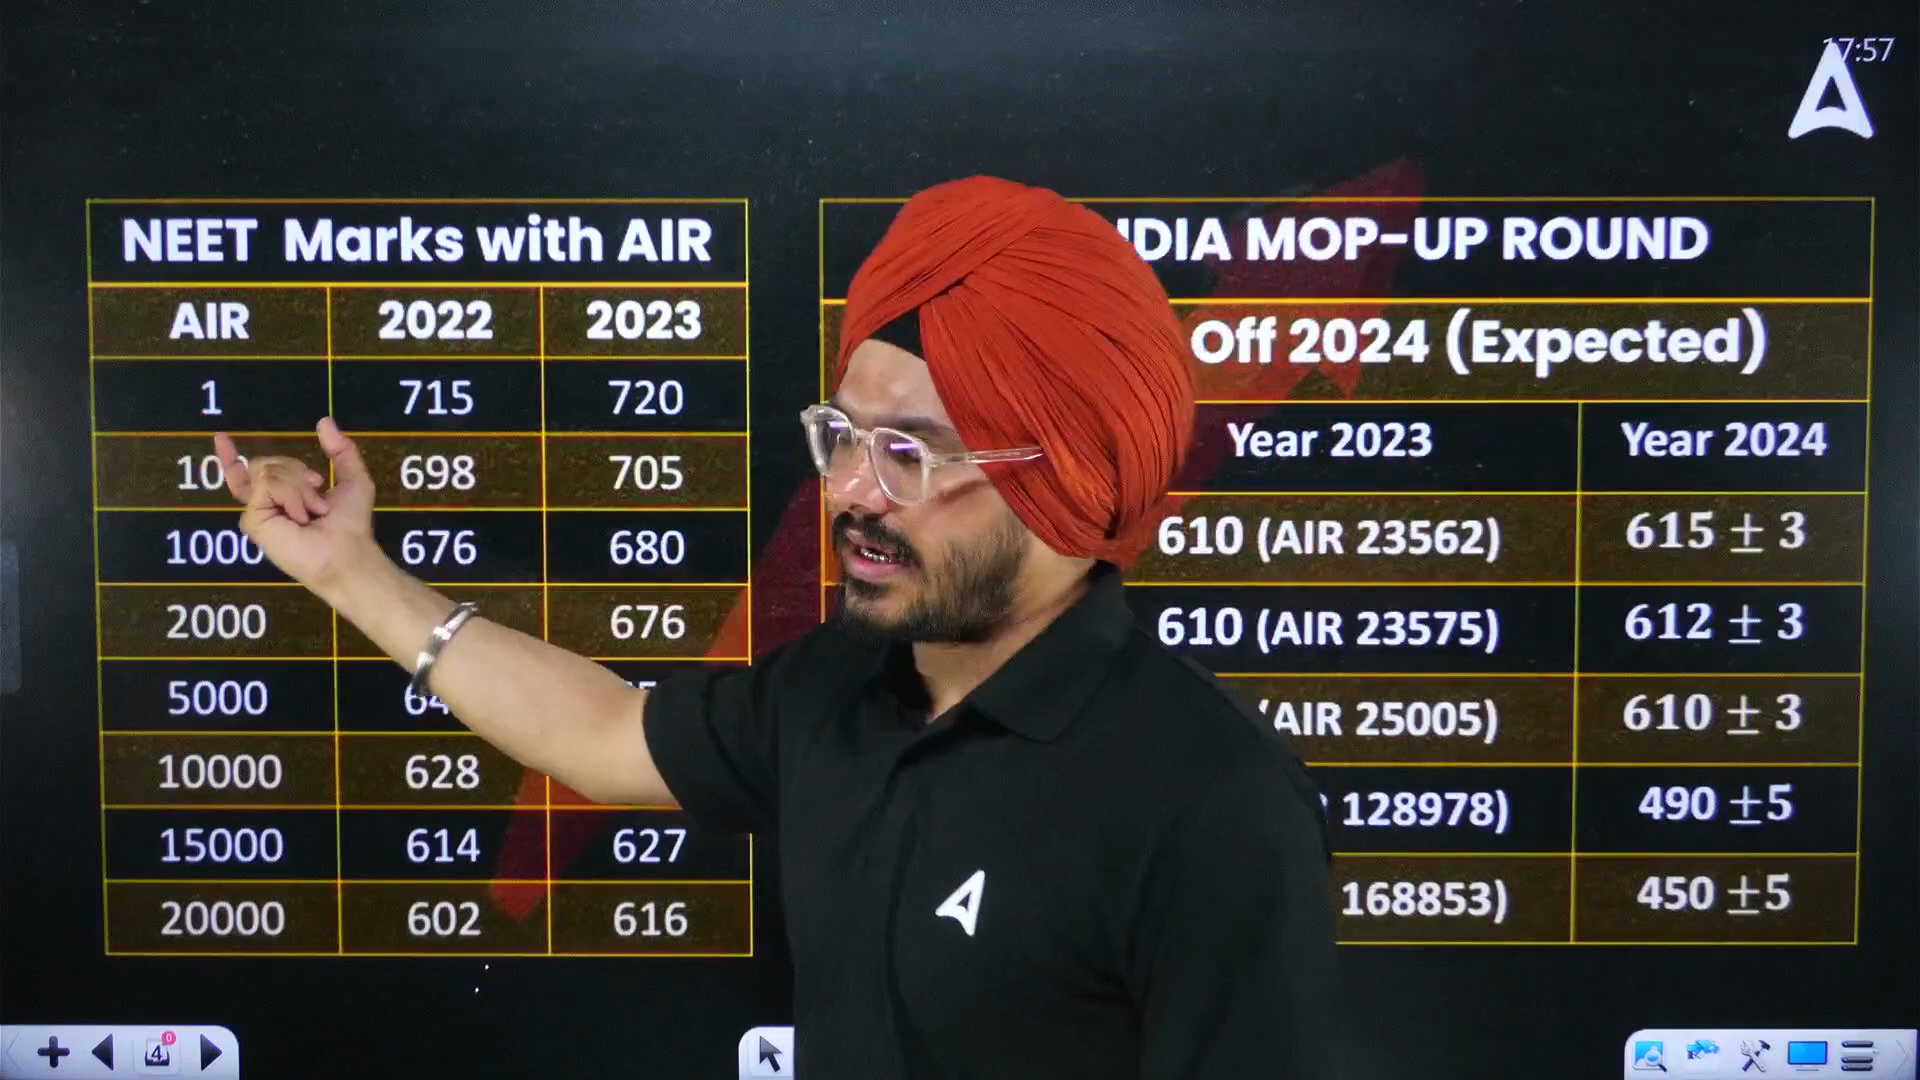 17:57
NEET Marks with AIR
AIR 2022 2023
1 715 720
100 698 705
1000 676 680
2000 676
5000
10000 628
15000 614 627
20000 602 616
MOP-UP ROUND
Off 2024 (Expected)
Year 2023 Year 2024
610 (AIR 23562) 615 ± 3
610 (AIR 23575) 612 ± 3
(AIR 25005) 610 ± 3
128978) 490 ±5
168853) 450 ±5
4
0